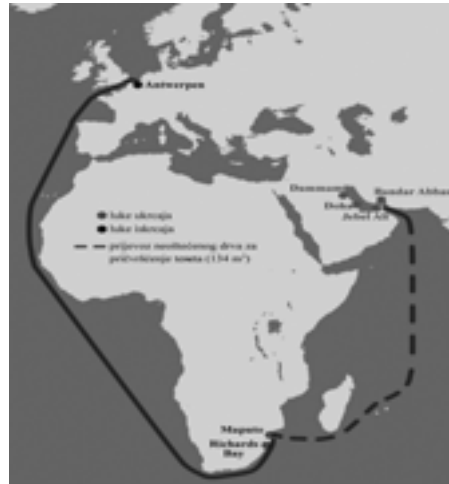 Antwerpen
Dammam
Bandar Abbas
Doha
Jebel Ali
luke ukrcaja
luke iskrcaja
prijevoz neoštećenog drva za
pričvršćenje tereta (134 m³)
Maputo
Richards
Bay